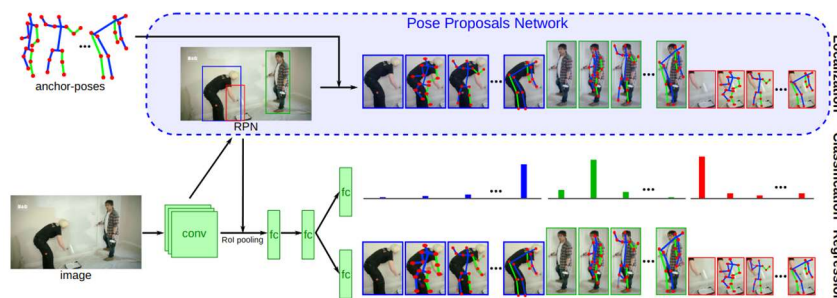 Pose Proposals Network
anchor-poses
...
RPN
... ... ...
Localization
fc
... ... ...
Classification
conv
RoI pooling
fc
fc
image
fc
... ... ...
Regression